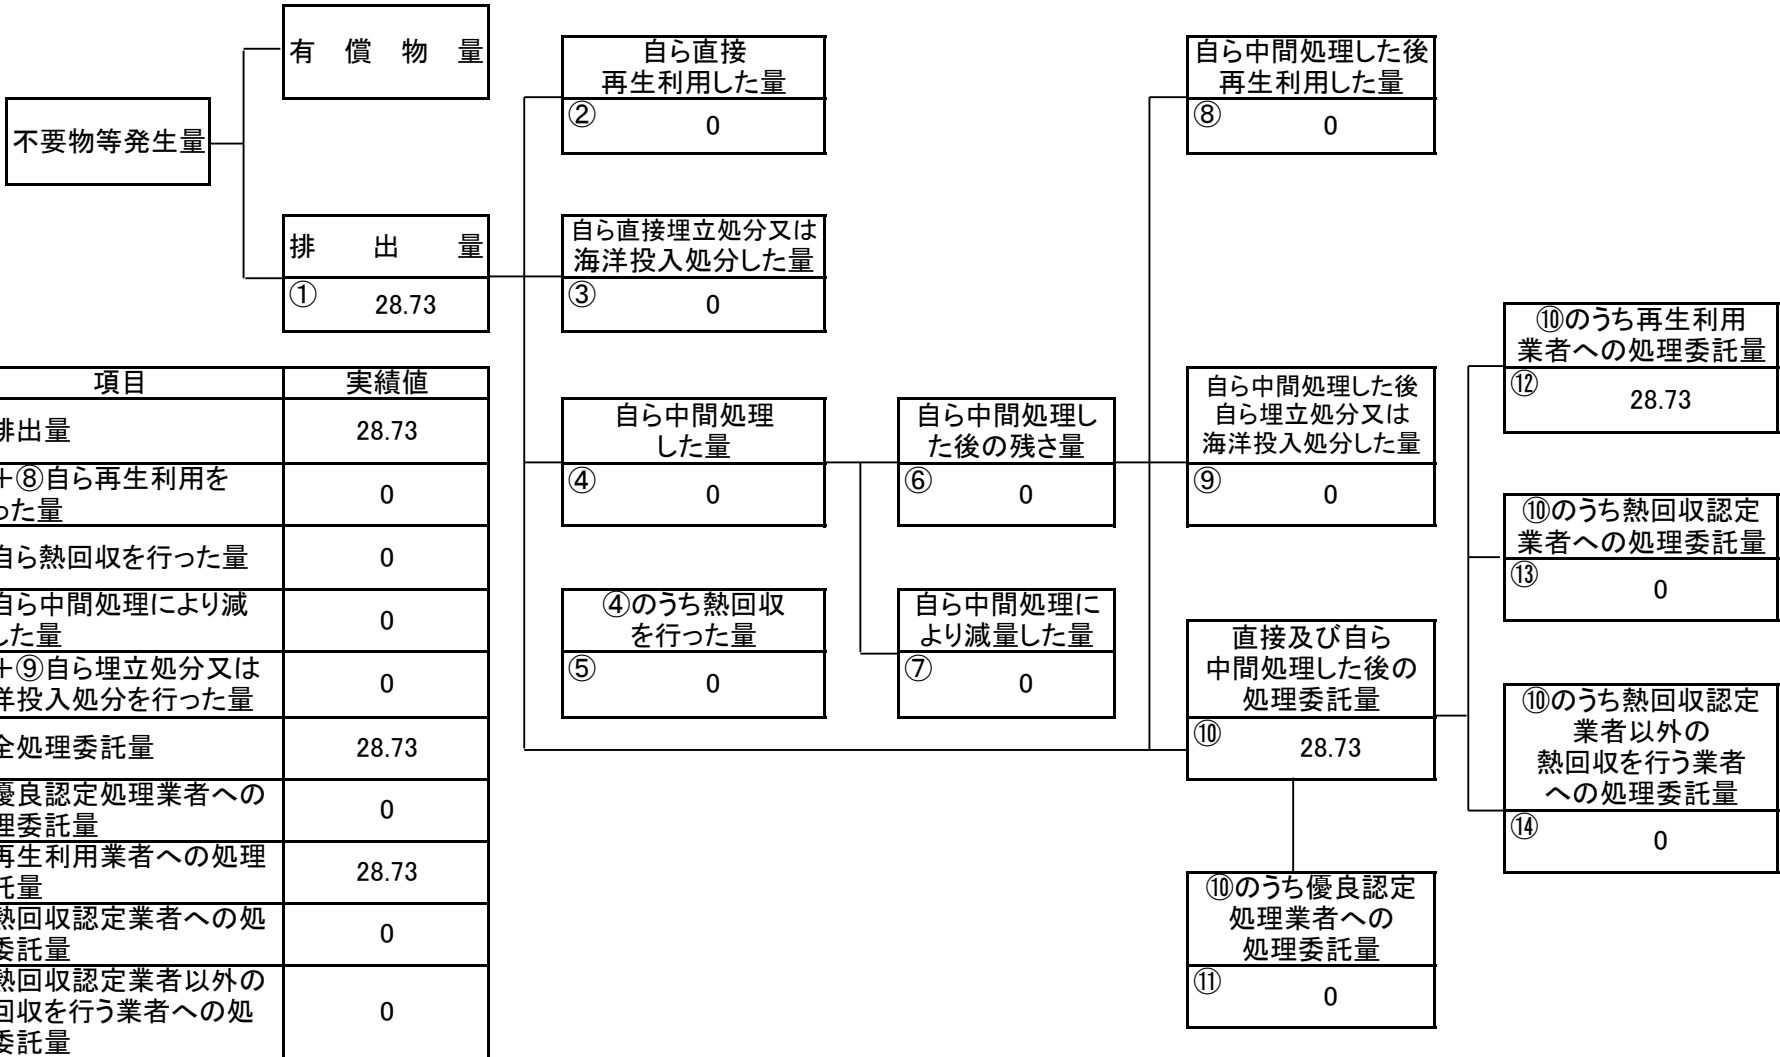 有償物量
不要物等発生量
排出量
①
28.73
自ら直接
再生利用した量
②
0
自ら直接埋立処分又は
海洋投入処分した量
③
0
自ら中間処理
した量
④
0
④のうち熱回収
を行った量
⑤
0
自ら中間処理し
た後の残さ量
⑥
0
自ら中間処理に
より減量した量
⑦
0
自ら中間処理した後
再生利用した量
⑧
0
自ら中間処理した後
自ら埋立処分又は
海洋投入処分した量
⑨
0
直接及び自ら
中間処理した後の
処理委託量
⑩
28.73
⑩のうち優良認定
処理業者への
処理委託量
⑪
0
⑩のうち再生利用
業者への処理委託量
⑫
28.73
⑩のうち熱回収認定
業者への処理委託量
⑬
0
⑩のうち熱回収認定
業者以外の
熱回収を行う業者
への処理委託量
⑭
0
項目 実績値
排出量 28.73
＋⑧自ら再生利用を
った量
0
自ら熱回収を行った量 0
自ら中間処理により減
した量
0
＋⑨自ら埋立処分又は
洋投入処分を行った量
0
全処理委託量 28.73
優良認定処理業者への
理委託量
0
再生利用業者への処理
託量
28.73
熱回収認定業者への処
委託量
0
熱回収認定業者以外の
回収を行う業者への処
委託量
0